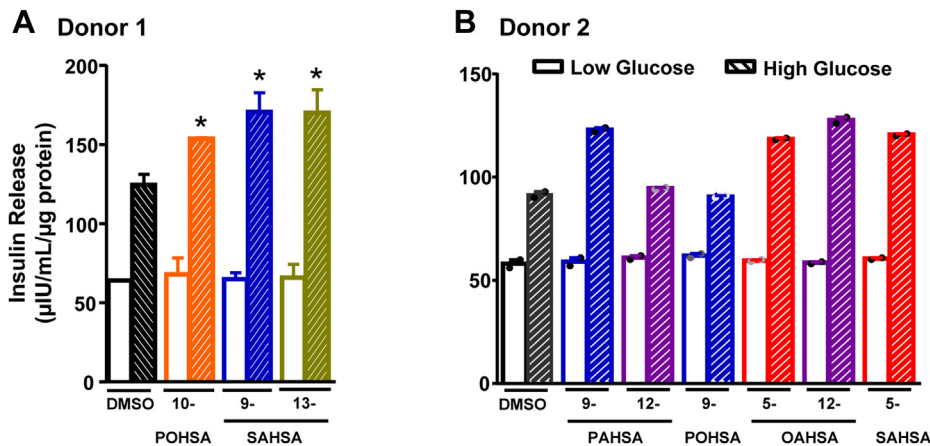 A Donor 1
Insulin Release
(µIU/mL/µg protein)
200
150
100
50
0
* * *
DMSO 10- 9- 13-
POHSA SAHSA
B Donor 2
Low Glucose High Glucose
150
100
50
0
DMSO 9- 12- 9- 5- 12- 5-
PAHSA POHSA OAHSA SAHSA